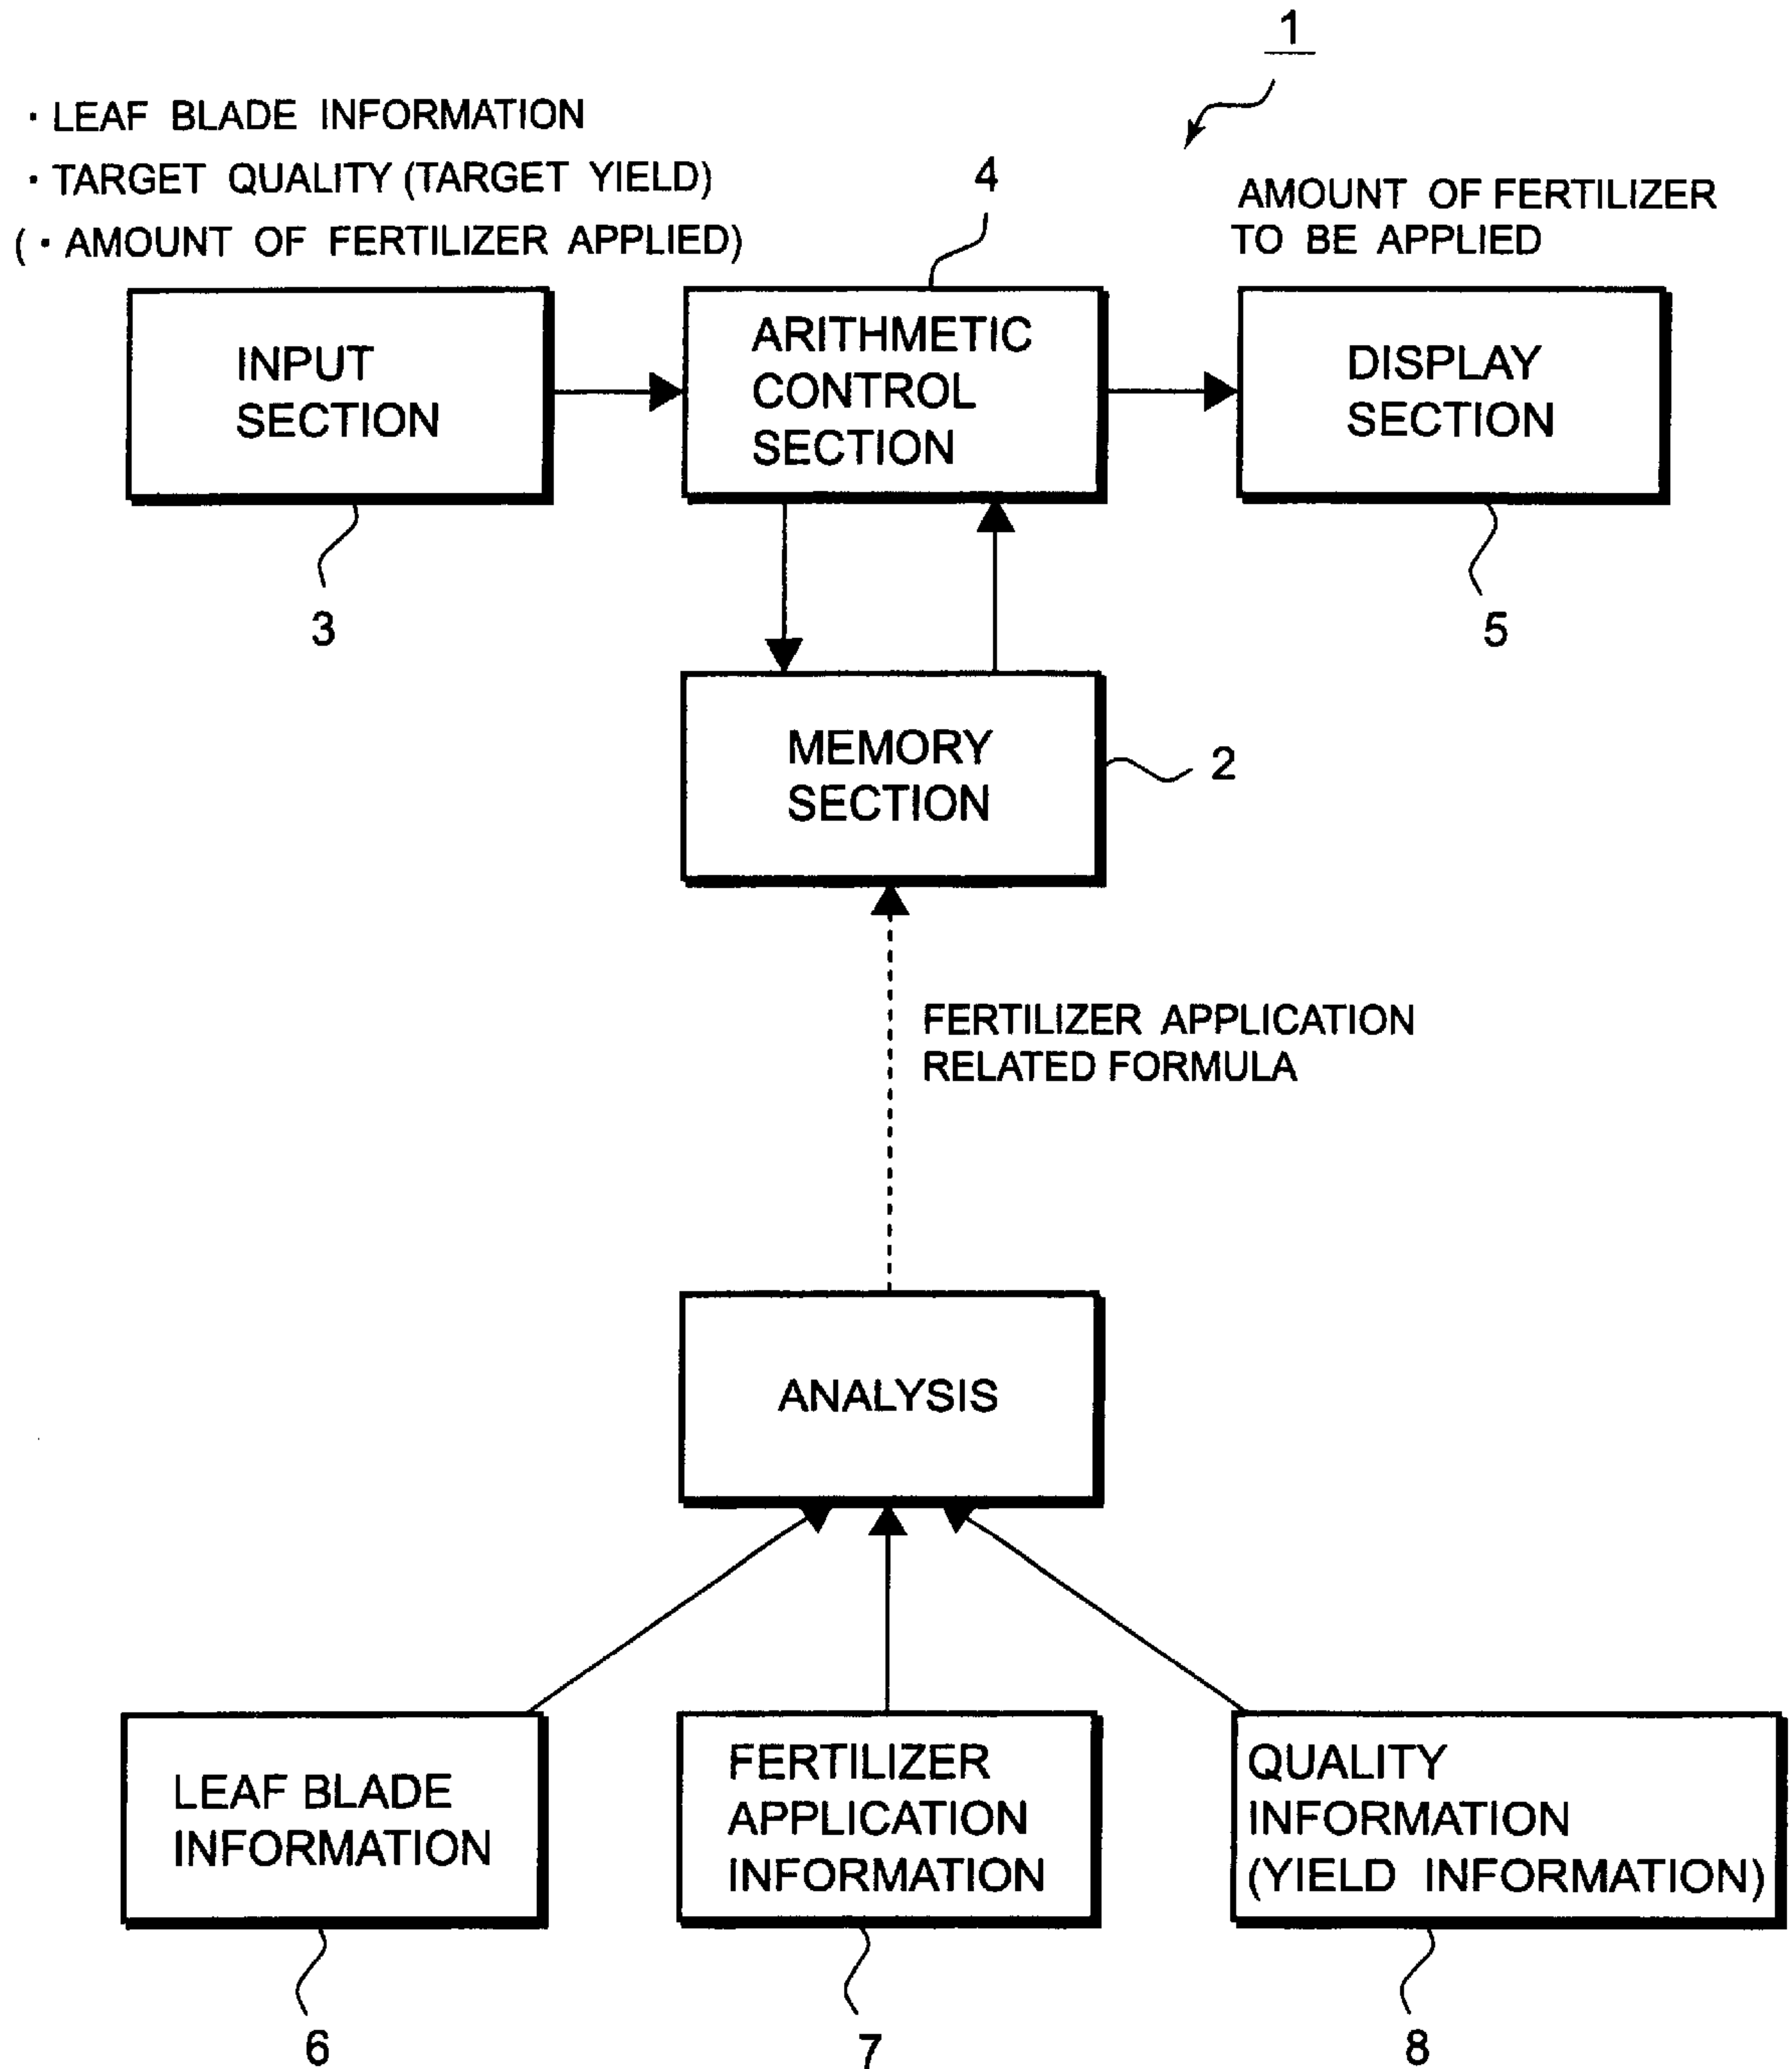 1
· LEAF BLADE INFORMATION
· TARGET QUALITY (TARGET YIELD)
( · AMOUNT OF FERTILIZER APPLIED)
4
AMOUNT OF FERTILIZER
TO BE APPLIED
INPUT
SECTION
ARITHMETIC
CONTROL
SECTION
DISPLAY
SECTION
3
5
MEMORY
SECTION
2
FERTILIZER APPLICATION
RELATED FORMULA
ANALYSIS
LEAF BLADE
INFORMATION
FERTILIZER
APPLICATION
INFORMATION
QUALITY
INFORMATION
(YIELD INFORMATION)
6
7
8